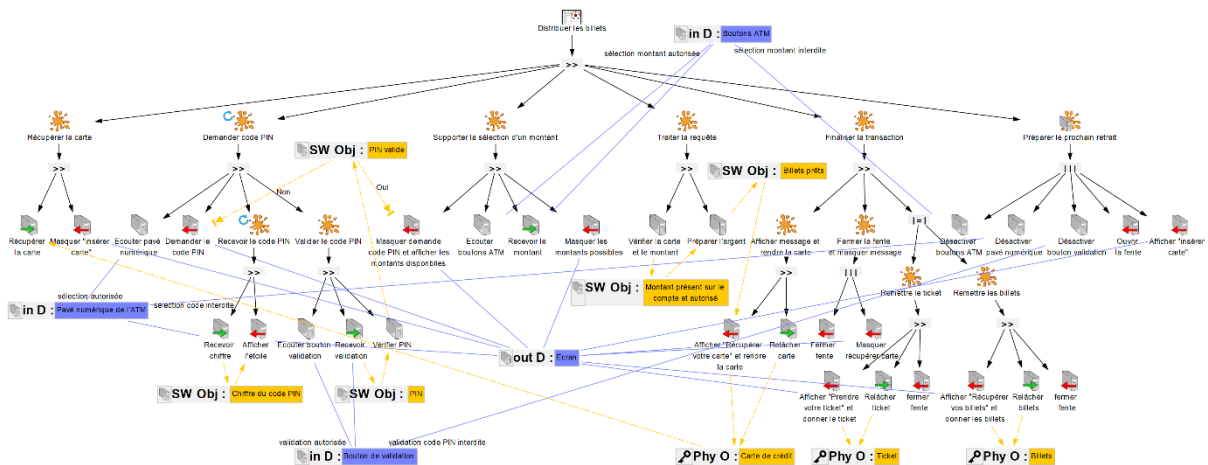 Distribuer les billets
in D : Boutons ATM
sélection montant autorisée
sélection montant interdite
>>
Récupérer la carte
Demander code PIN
Supporter la sélection d'un montant
Traiter la requête
Finaliser la transaction
Préparer le prochain retrait
SW Obj : PIN valide
>>
>>
>>
>>
SW Obj : Billets prêts
>>
|||
Non
Oui
|=|
Récupérer
la carte
Masquer "insérer
carte"
Ecouter pavé
numérique
Demander le
code PIN
Recevoir le code PIN
Valider le code PIN
Masquer demande
code PIN et afficher les
montants disponibles
Ecouter
boutons ATM
Recevoir le
montant
Masquer les
montants possibles
Vérifier la carte
et le montant
Préparer l'argent
Afficher message et
rendre la carte
Fermer la fente
et masquer message
Désactiver
boutons ATM
Désactiver
pavé numérique
Désactiver
bouton validation
Ouvrir
la fente
Afficher "insérer
carte"
>>
>>
>>
|||
Remettre le ticket
Remettre les billets
SW Obj : Montant présent sur le
compte et autorisé
sélection autorisée
sélection code interdite
in D : Pavé numérique de l'ATM
>>
>>
Recevoir
chiffre
Afficher
l'étoile
Ecouter bouton
validation
Recevoir
validation
Vérifier PIN
out D : Ecran
Afficher "Récupérer
votre carte" et rendre
la carte
Relâcher
carte
Fermer
fente
Masquer
récupérer carte
SW Obj : Chiffre du code PIN
SW Obj : PIN
Afficher "Prendre
votre ticket" et
donner le ticket
Relâcher
ticket
fermer
fente
Afficher "Récupérer
vos billets" et
donner les billets
Relâcher
billets
fermer
fente
validation autorisée
validation code PIN interdite
in D : Bouton de validation
Phy O : Carte de crédit
Phy O : Ticket
Phy O : Billets